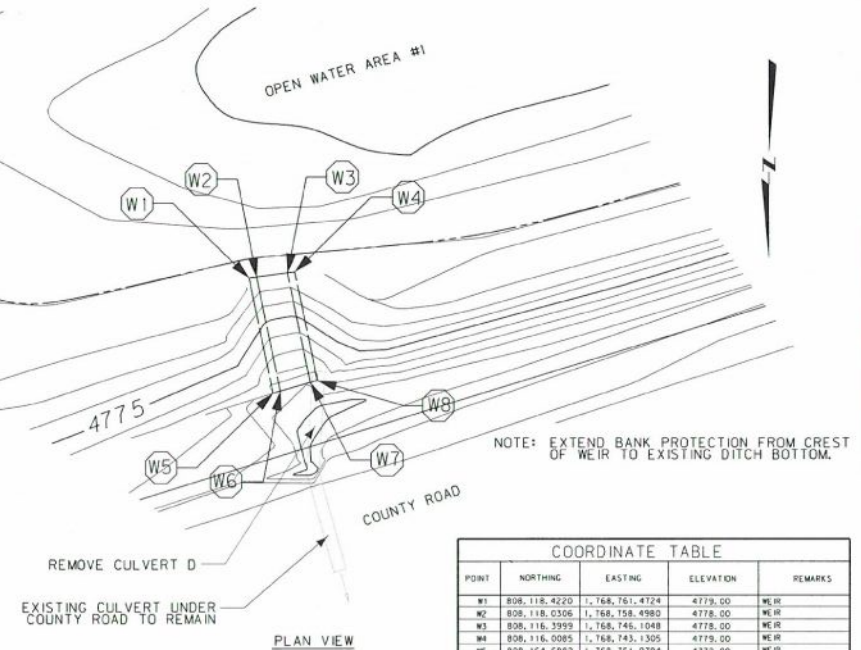 OPEN WATER AREA #1
W2
W3
W1
W4
N
4775
W8
NOTE: EXTEND BANK PROTECTION FROM CREST
OF WEIR TO EXISTING DITCH BOTTOM.
W5
W7
W6
COUNTY ROAD
REMOVE CULVERT D
EXISTING CULVERT UNDER
COUNTY ROAD TO REMAIN
PLAN VIEW
COORDINATE TABLE
POINT NORTHING EASTING ELEVATION REMARKS
W1 808,118.4220 1,768,761.4724 4779.00 WEIR
W2 808,118.0306 1,768,758.4980 4778.00 WEIR
W3 808,116.3999 1,768,746.1048 4778.00 WEIR
W4 808,116.0085 1,768,743.1305 4779.00 WEIR